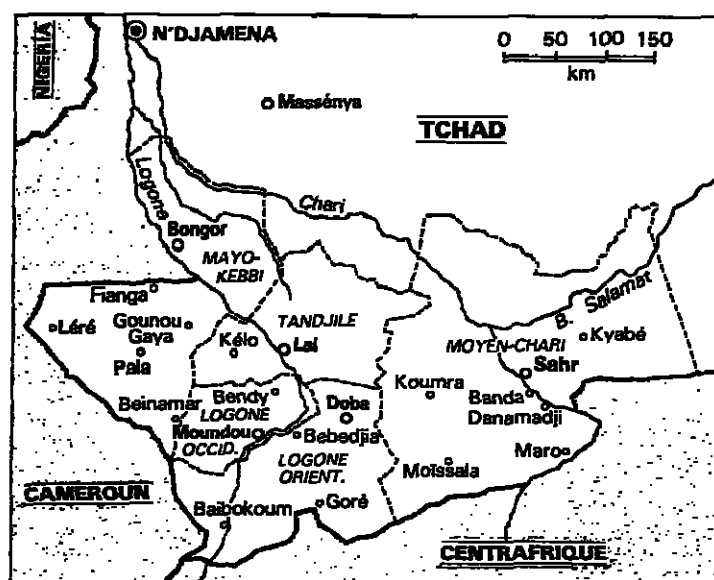 NIGERIA
N'DJAMENA
0 50 100 150
km
Massénya
TCHAD
Logone
Chari
Bongor
MAYO-
KEBBI
Fianga
B. Salamat
Léré
Gounou
Gaya
TANDJILE
Kyabé
Kélo
Laï
MOYEN-CHARI
Pala
Sahr
Koumra
Banda
Danamadji
Beinamar
Bendy
LOGONE
OCCID.
Doba
Moundou
Bebedjia
LOGONE
ORIENT.
Maro
Moïssala
CAMEROUN
Baibokoum
Goré
CENTRAFRIQUE